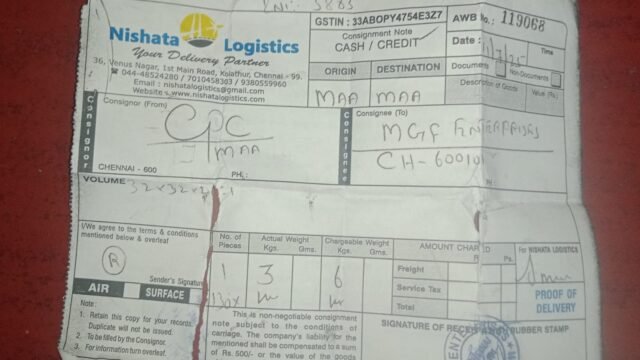 Nishata Logistics
Your Delivery Partner
36, Venus Nagar, 1st Main Road, Kolathur, Chennai - 99.
☎ 044-48524280 / 7010458303 / 9380559960
Email : nishatalogistics@gmail.com
Website : www.nishatalogistics.com
GSTIN : 33ABOPY4754E3Z7
Consignment Note
CASH / CREDIT
AWB No. : 119068
Date :
Time
ORIGIN
DESTINATION
Documents
Non-Documents
Description of Goods
Value (Rs.)
MAA
MAA
Consignor
Consignor (From)
CPC
MAA
CHENNAI - 600
PH.:
Consignee
Consignee (To)
MGF ENTERPRISES
VOLUME
I/We agree to the terms & conditions
mentioned below & overleaf
R
Sender's Signature
AIR
SURFACE
No. of Pieces
Actual Weight
Kgs. Gms.
Chargeable Weight
Kgs. Gms.
1
3
6
AMOUNT
Ps.
Freight
Service Tax
Total
For NISHATA LOGISTICS
PROOF OF DELIVERY
Note :
1. Retain this copy for your records.
Duplicate will not be issued.
2. To be filled by the Consignor.
3. For information turn overleaf.
This is non-negotiable consignment
note subject to the conditions of
carriage. The company's liability for
mentioned shall be compensated to a sum
of Rs. 500/- or the value of the goods
SIGNATURE OF
RUBBER STAMP